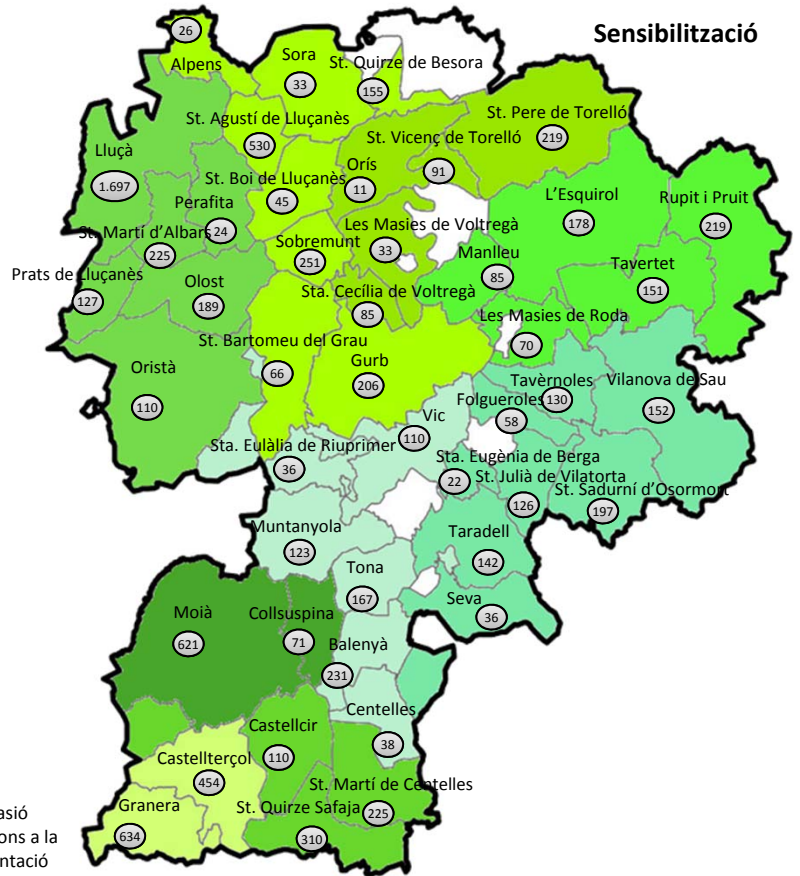 Sensibilització
26
Alpens
Sora
33
St. Quirze de Besora
155
St. Pere de Torelló
219
St. Agustí de Lluçanès
530
St. Vicenç de Torelló
91
Lluçà
1.697
Orís
11
St. Boi de Lluçanès
45
L’Esquirol
178
Rupit i Pruit
219
Perafita
24
Les Masies de Voltregà
33
St. Martí d’Albars
225
Sobremunt
251
Manlleu
85
Tavertet
151
Prats de Lluçanès
127
Olost
189
Sta. Cecília de Voltregà
85
Les Masies de Roda
70
St. Bartomeu del Grau
66
Gurb
206
Oristà
110
Tavèrnoles
130
Vilanova de Sau
152
Folgueroles
58
Vic
110
Sta. Eulàlia de Riuprimer
36
Sta. Eugènia de Berga
22
St. Julià de Vilatorta
126
St. Sadurní d’Osormort
197
Muntanyola
123
Taradell
142
Tona
167
Seva
36
Moià
621
Collsuspina
71
Balenyà
231
Centelles
38
Castellcir
110
Castellterçol
454
St. Martí de Centelles
225
Granera
634
St. Quirze Safaja
310
asió
ons a la
ntació